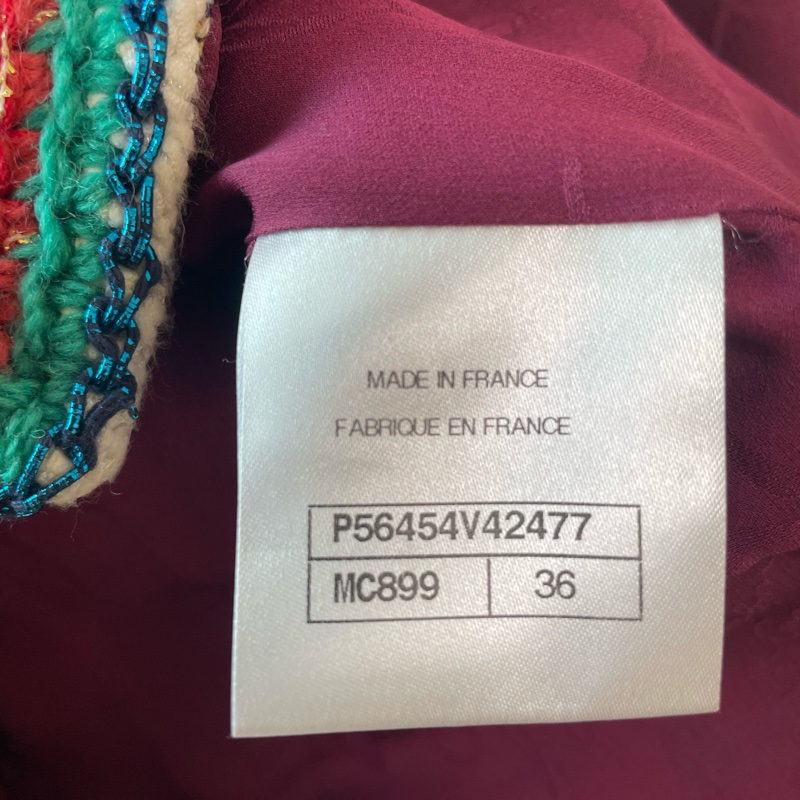 MADE IN FRANCE
FABRIQUE EN FRANCE
P56454V42477
MC899 36